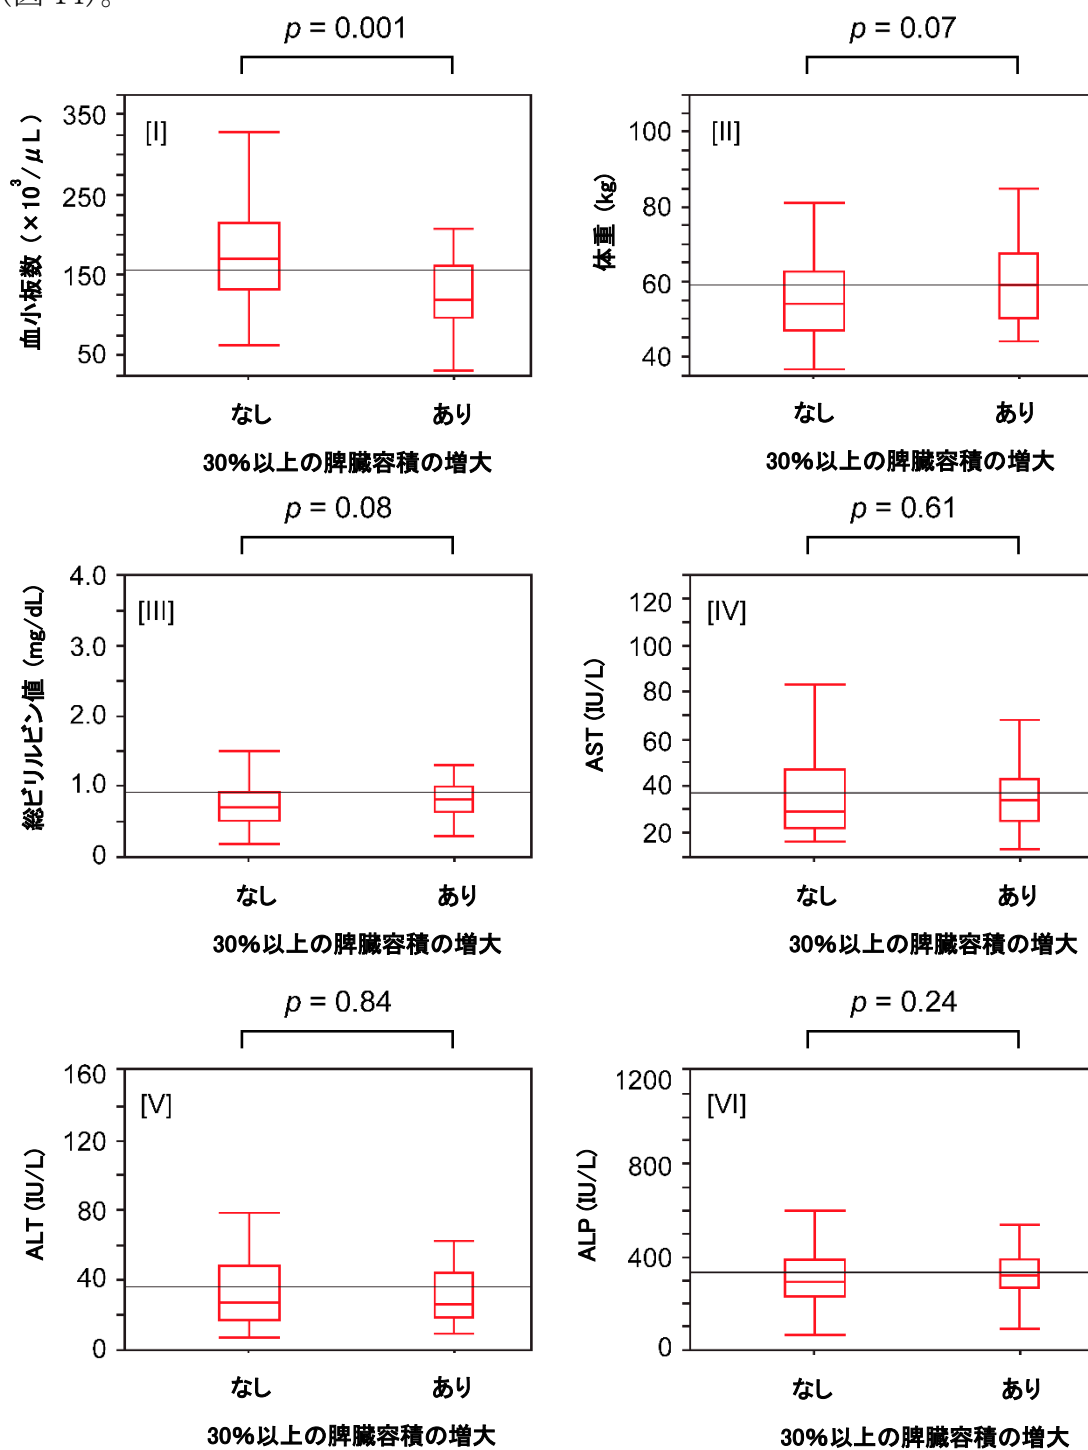 (図 14)。
p = 0.001
p = 0.07
[I]
血小板数 (×10³/μL)
350
250
150
50
なし
あり
30%以上の脾臓容積の増大
[II]
体重 (kg)
100
80
60
40
なし
あり
30%以上の脾臓容積の増大
p = 0.08
p = 0.61
[III]
総ビリルビン値 (mg/dL)
4.0
3.0
2.0
1.0
0
なし
あり
30%以上の脾臓容積の増大
[IV]
AST (IU/L)
120
100
80
60
40
20
なし
あり
30%以上の脾臓容積の増大
p = 0.84
p = 0.24
[V]
ALT (IU/L)
160
120
80
40
0
なし
あり
30%以上の脾臓容積の増大
[VI]
ALP (IU/L)
1200
800
400
0
なし
あり
30%以上の脾臓容積の増大